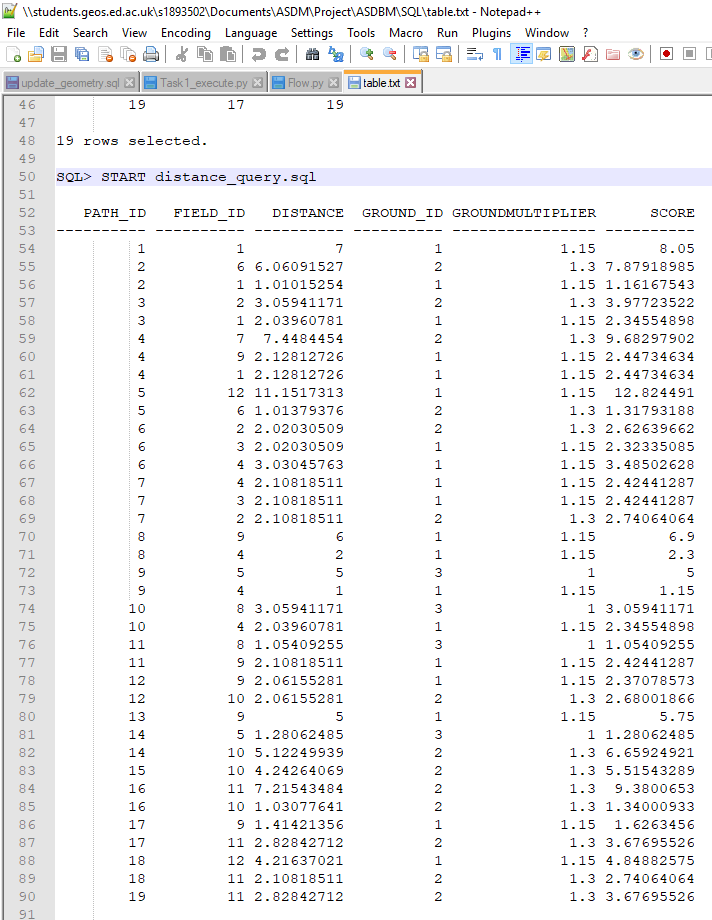 \\students.geos.ed.ac.uk\s1893502\Documents\ASDM\Project\ASDBM\SQL\table.txt - Notepad++
File Edit Search View Encoding Language Settings Tools Macro Run Plugins Window ?
update_geometry.sql Task1_execute.py Flow.py table.txt
46 19 17 19
47
48 19 rows selected.
49
50 SQL> START distance_query.sql
51
52 PATH_ID FIELD_ID DISTANCE GROUND_ID GROUNDMULTIPLIER SCORE
53 ---------- ---------- ---------- ---------- ---------------- ----------
54 1 1 7 1 1.15 8.05
55 2 6 6.06091527 2 1.3 7.87918985
56 2 1 1.01015254 1 1.15 1.16167543
57 3 2 3.05941171 2 1.3 3.97723522
58 3 1 2.03960781 1 1.15 2.34554898
59 4 7 7.4484454 2 1.3 9.68297902
60 4 9 2.12812726 1 1.15 2.44734634
61 4 1 2.12812726 1 1.15 2.44734634
62 5 12 11.1517313 1 1.15 12.824491
63 5 6 1.01379376 2 1.3 1.31793188
64 6 2 2.02030509 2 1.3 2.62639662
65 6 3 2.02030509 1 1.15 2.32335085
66 6 4 3.03045763 1 1.15 3.48502628
67 7 4 2.10818511 1 1.15 2.42441287
68 7 3 2.10818511 1 1.15 2.42441287
69 7 2 2.10818511 2 1.3 2.74064064
70 8 9 6 1 1.15 6.9
71 8 4 2 1 1.15 2.3
72 9 5 5 3 1 5
73 9 4 1 1 1.15 1.15
74 10 8 3.05941171 3 1 3.05941171
75 10 4 2.03960781 1 1.15 2.34554898
76 11 8 1.05409255 3 1 1.05409255
77 11 9 2.10818511 1 1.15 2.42441287
78 12 9 2.06155281 1 1.15 2.37078573
79 12 10 2.06155281 2 1.3 2.68001866
80 13 9 5 1 1.15 5.75
81 14 5 1.28062485 3 1 1.28062485
82 14 10 5.12249939 2 1.3 6.65924921
83 15 10 4.24264069 2 1.3 5.51543289
84 16 11 7.21543484 2 1.3 9.3800653
85 16 10 1.03077641 2 1.3 1.34000933
86 17 9 1.41421356 1 1.15 1.6263456
87 17 11 2.82842712 2 1.3 3.67695526
88 18 12 4.21637021 1 1.15 4.84882575
89 18 11 2.10818511 2 1.3 2.74064064
90 19 11 2.82842712 2 1.3 3.67695526
91